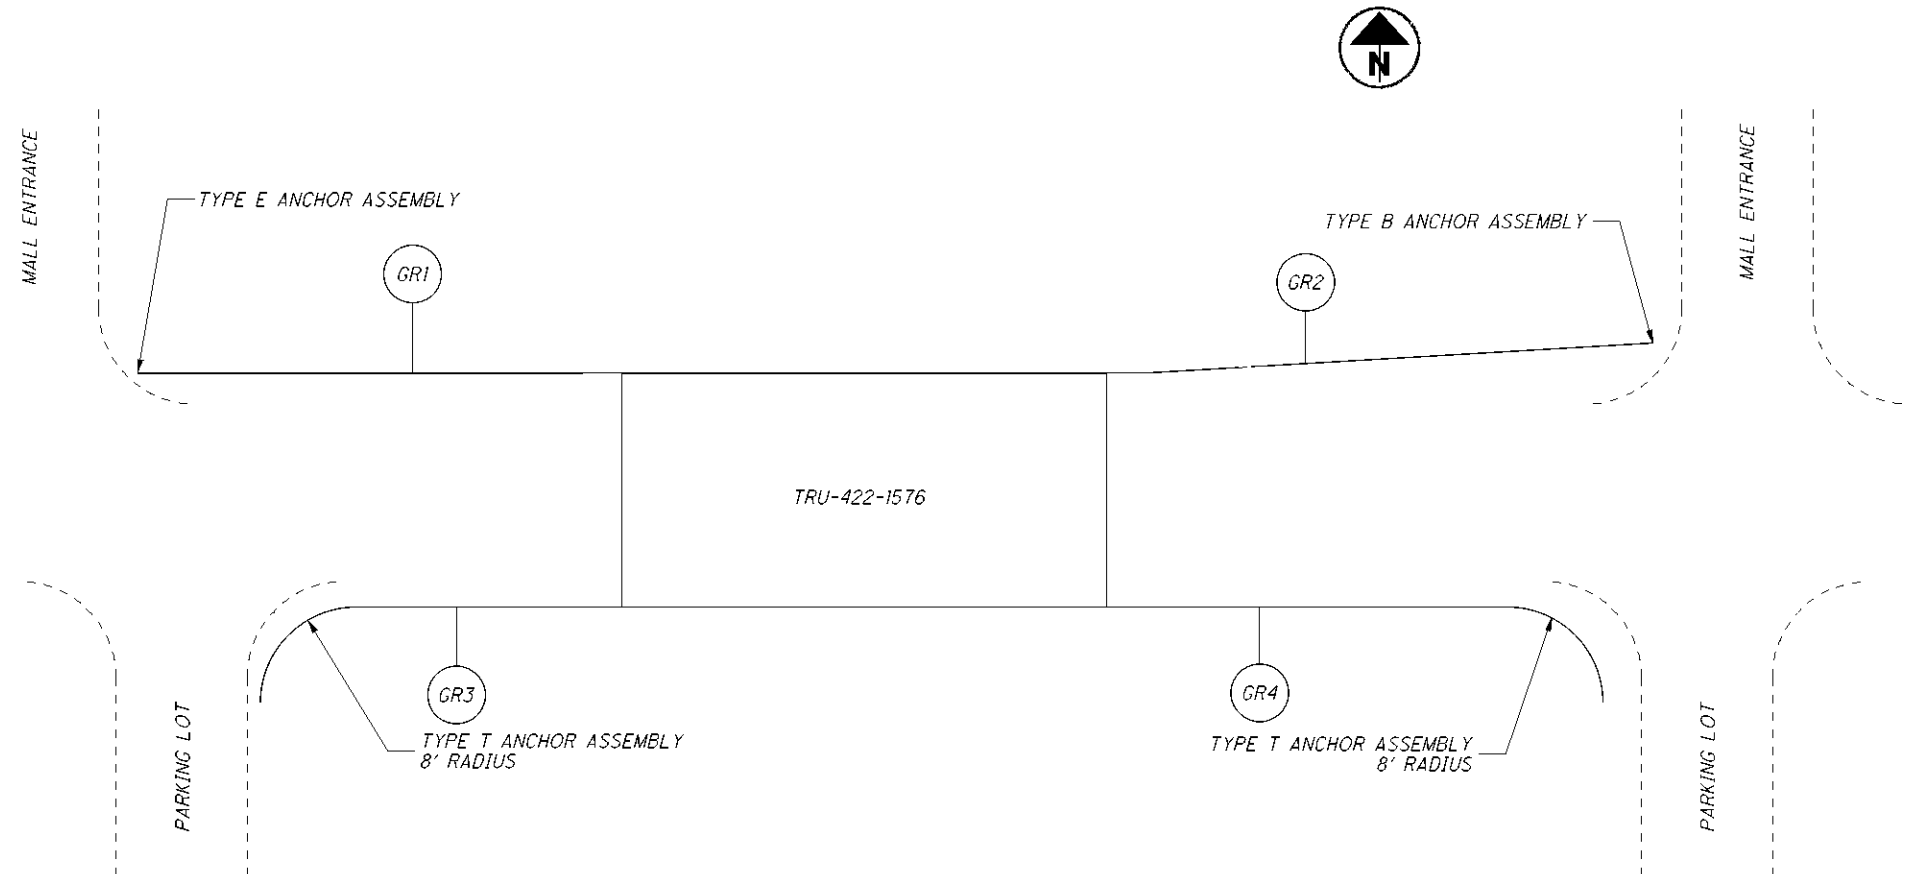 N
MALL ENTRANCE
MALL ENTRANCE
TYPE E ANCHOR ASSEMBLY
TYPE B ANCHOR ASSEMBLY
GR1
GR2
TRU-422-1576
GR3
GR4
TYPE T ANCHOR ASSEMBLY
8' RADIUS
TYPE T ANCHOR ASSEMBLY
8' RADIUS
PARKING LOT
PARKING LOT